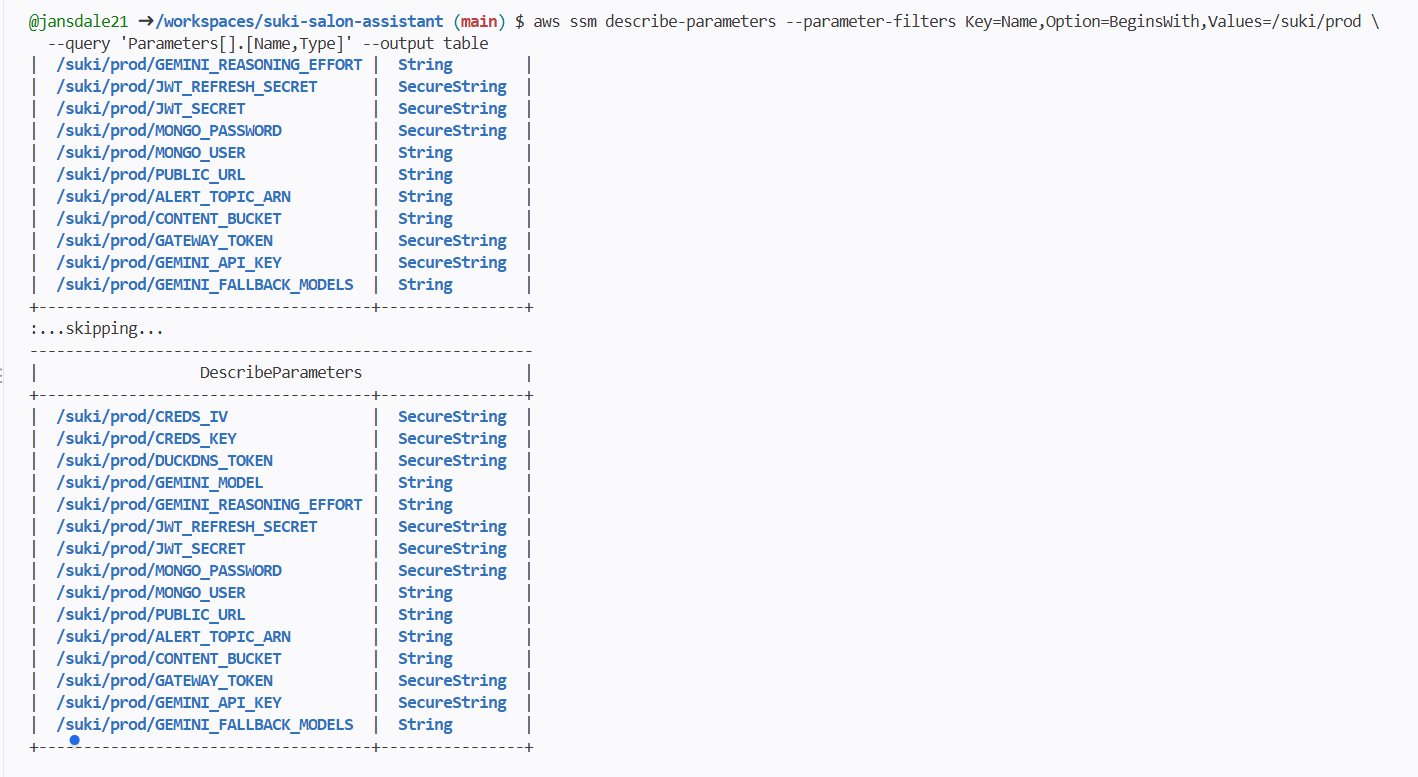 @jansdale21 ➜/workspaces/suki-salon-assistant (main) $ aws ssm describe-parameters --parameter-filters Key=Name,Option=BeginsWith,Values=/suki/prod \
  --query 'Parameters[].[Name,Type]' --output table
|  /suki/prod/GEMINI_REASONING_EFFORT |  String        |
|  /suki/prod/JWT_REFRESH_SECRET      |  SecureString  |
|  /suki/prod/JWT_SECRET              |  SecureString  |
|  /suki/prod/MONGO_PASSWORD          |  SecureString  |
|  /suki/prod/MONGO_USER              |  String        |
|  /suki/prod/PUBLIC_URL              |  String        |
|  /suki/prod/ALERT_TOPIC_ARN         |  String        |
|  /suki/prod/CONTENT_BUCKET          |  String        |
|  /suki/prod/GATEWAY_TOKEN           |  SecureString  |
|  /suki/prod/GEMINI_API_KEY          |  SecureString  |
|  /suki/prod/GEMINI_FALLBACK_MODELS  |  String        |
+-------------------------------------+----------------+
:...skipping...
--------------------------------------------------------
|                  DescribeParameters                  |
+-------------------------------------+----------------+
|  /suki/prod/CREDS_IV                |  SecureString  |
|  /suki/prod/CREDS_KEY               |  SecureString  |
|  /suki/prod/DUCKDNS_TOKEN           |  SecureString  |
|  /suki/prod/GEMINI_MODEL            |  String        |
|  /suki/prod/GEMINI_REASONING_EFFORT |  String        |
|  /suki/prod/JWT_REFRESH_SECRET      |  SecureString  |
|  /suki/prod/JWT_SECRET              |  SecureString  |
|  /suki/prod/MONGO_PASSWORD          |  SecureString  |
|  /suki/prod/MONGO_USER              |  String        |
|  /suki/prod/PUBLIC_URL              |  String        |
|  /suki/prod/ALERT_TOPIC_ARN         |  String        |
|  /suki/prod/CONTENT_BUCKET          |  String        |
|  /suki/prod/GATEWAY_TOKEN           |  SecureString  |
|  /suki/prod/GEMINI_API_KEY          |  SecureString  |
|  /suki/prod/GEMINI_FALLBACK_MODELS  |  String        |
+-------------------------------------+----------------+